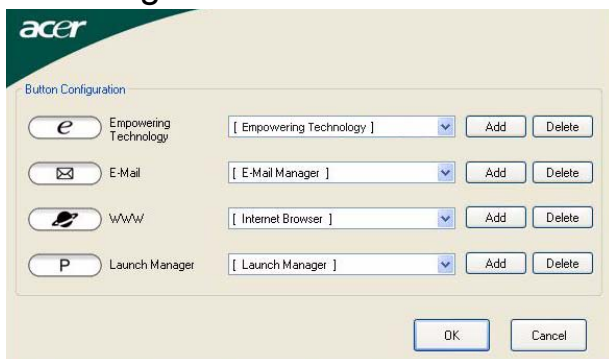 acer
Button Configuration
e Empowering Technology [ Empowering Technology ] Add Delete
E-Mail [ E-Mail Manager ] Add Delete
WWW [ Internet Browser ] Add Delete
P Launch Manager [ Launch Manager ] Add Delete
OK Cancel